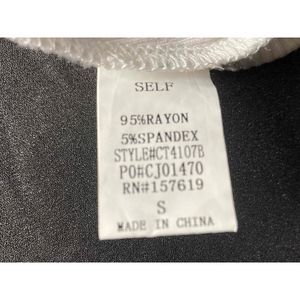 SELF
95%RAYON
5%SPANDEX
STYLE#CT4107B
PO#CJ01470
RN#157619
S
MADE IN CHINA